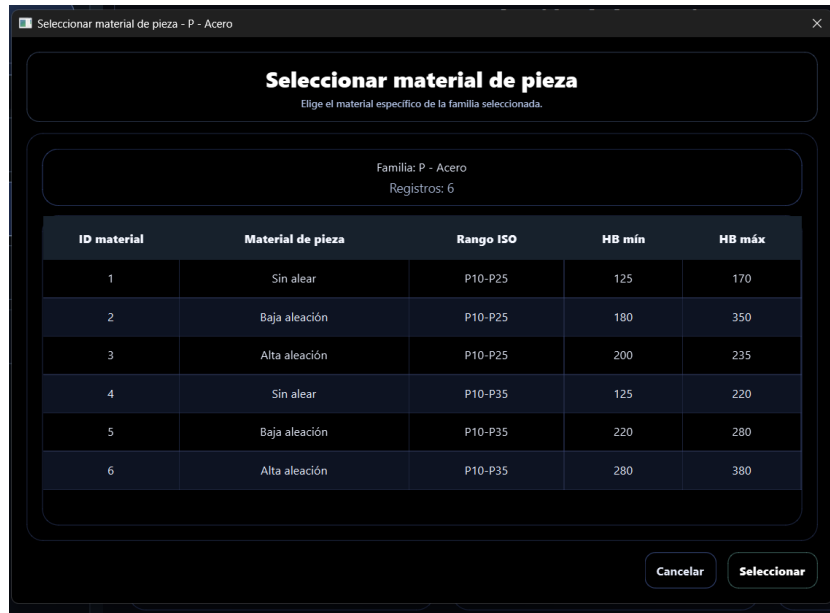 Seleccionar material de pieza - P - Acero
Seleccionar material de pieza
Elige el material específico de la familia seleccionada.
Familia: P - Acero
Registros: 6
ID material Material de pieza Rango ISO HB mín HB máx
1 Sin alear P10-P25 125 170
2 Baja aleación P10-P25 180 350
3 Alta aleación P10-P25 200 235
4 Sin alear P10-P35 125 220
5 Baja aleación P10-P35 220 280
6 Alta aleación P10-P35 280 380
Cancelar Seleccionar